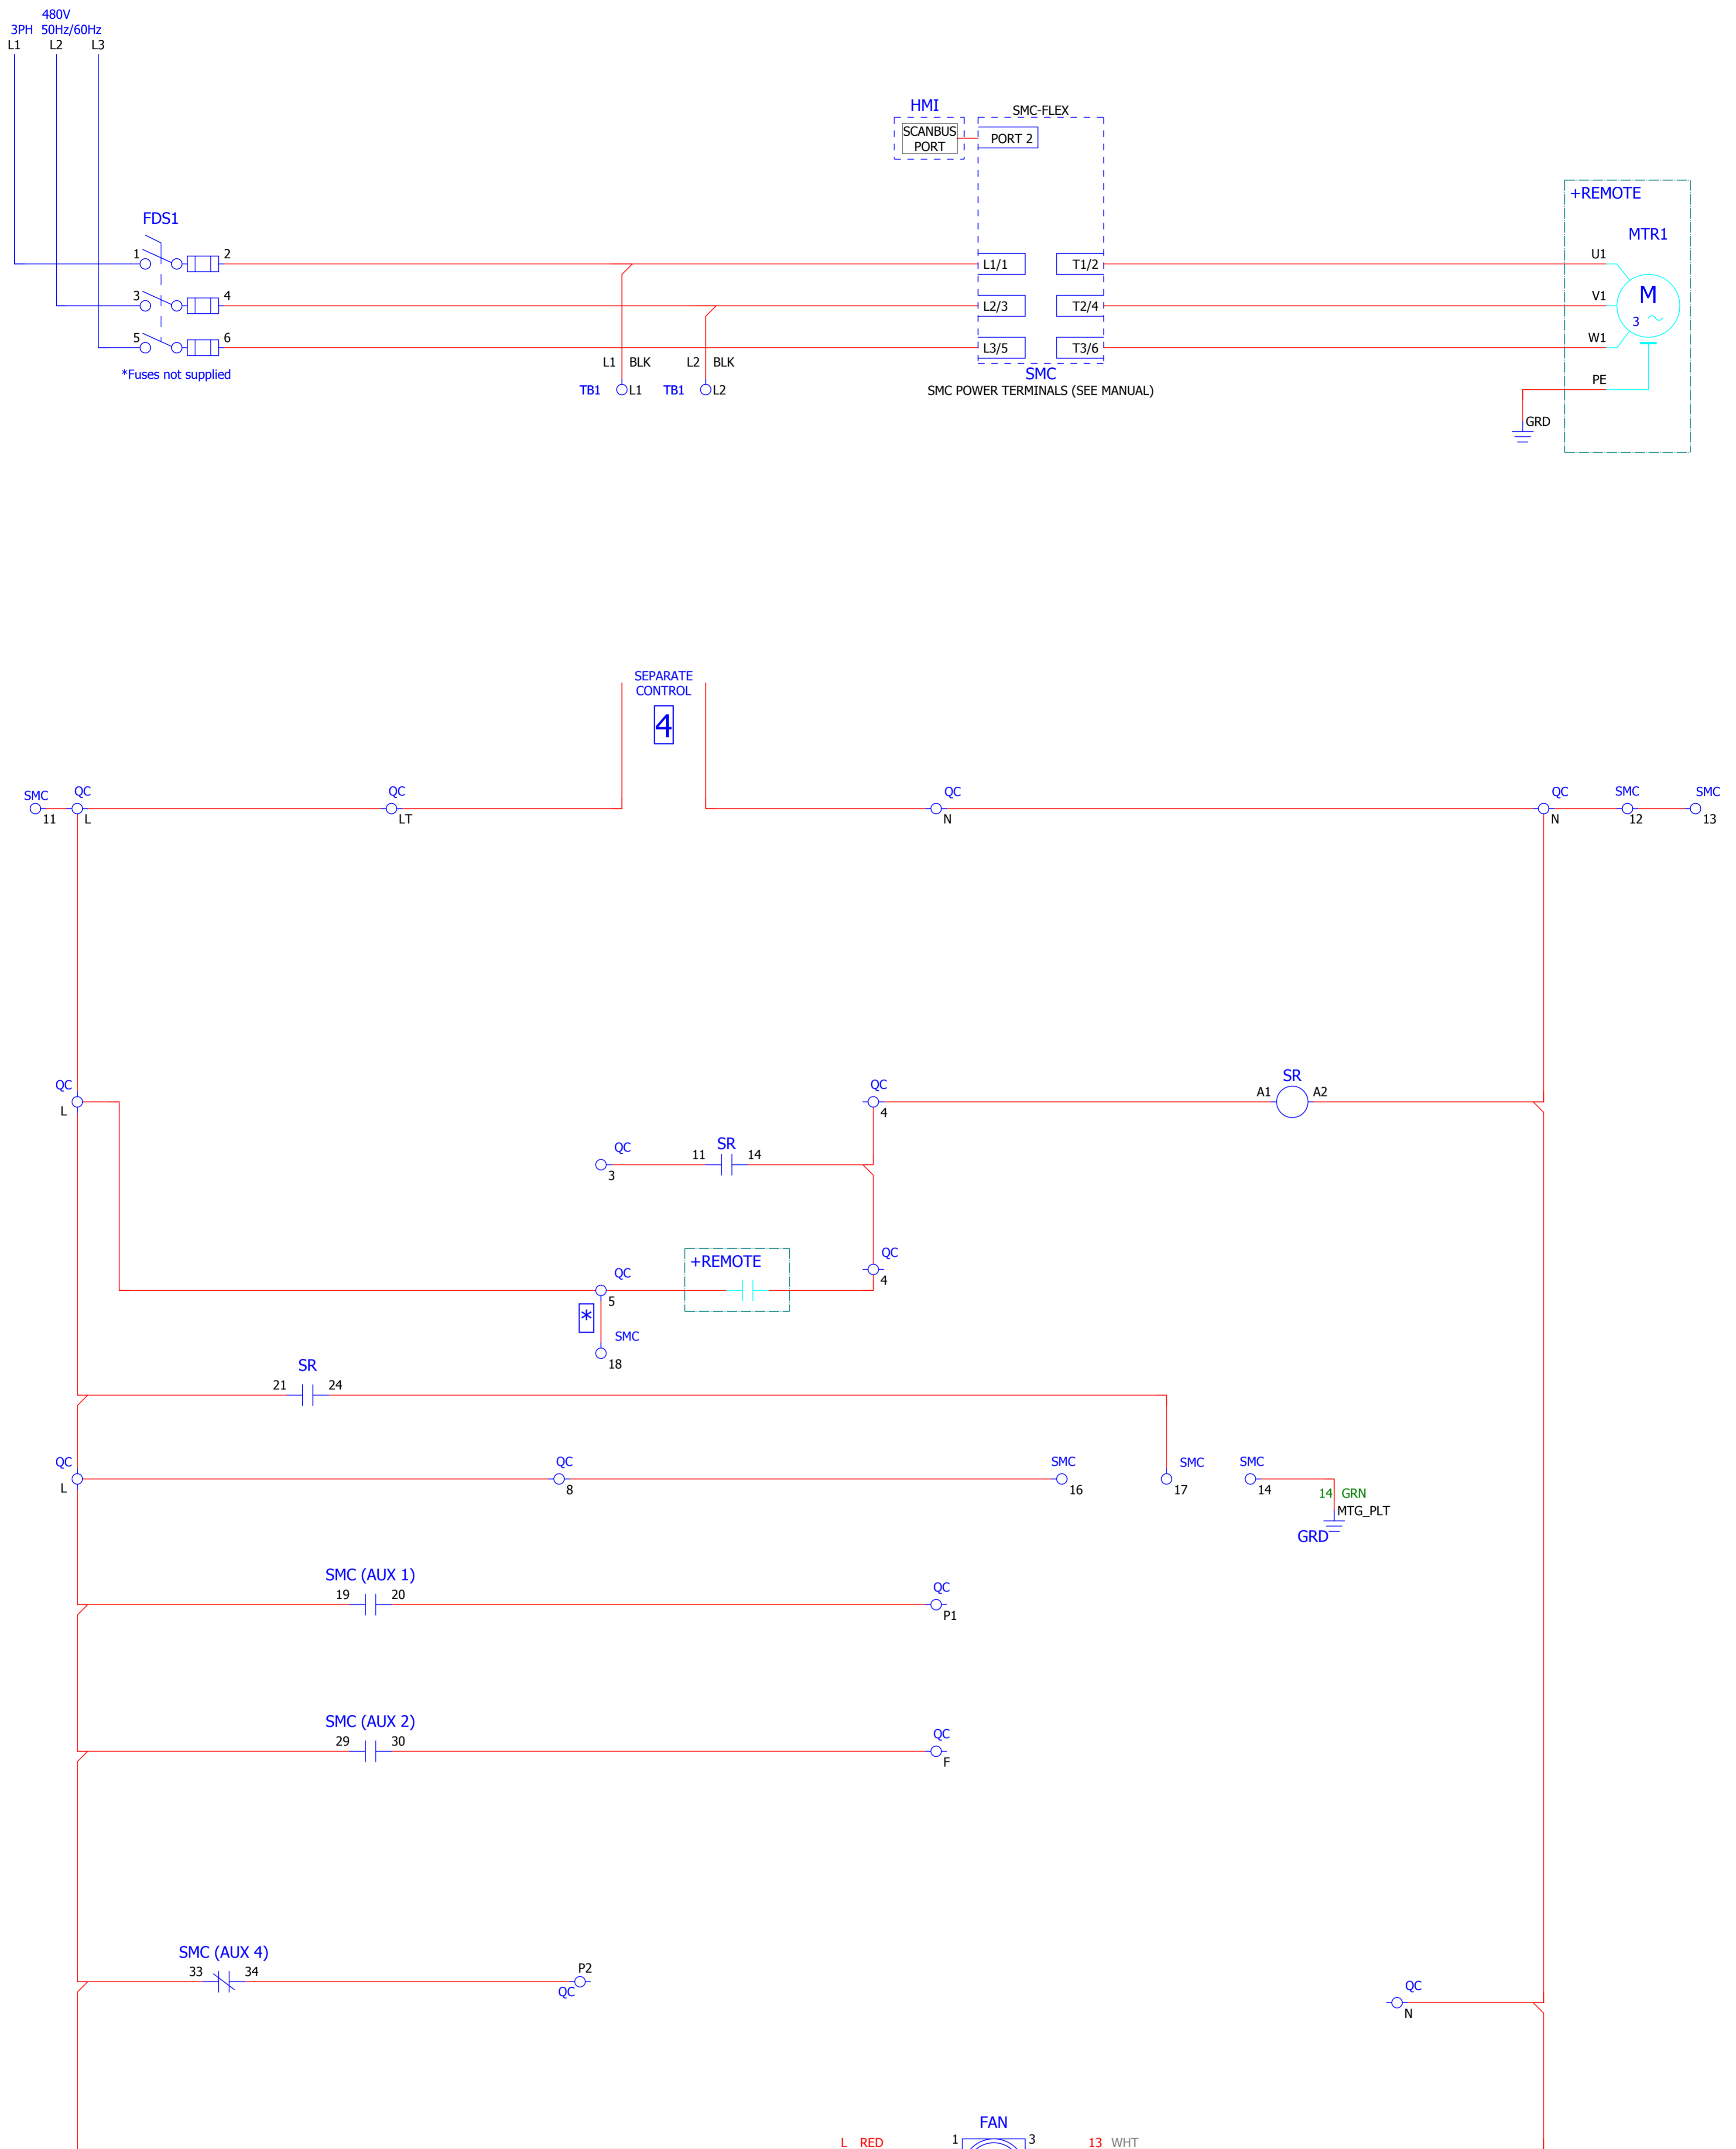 480V
3PH 50Hz/60Hz
L1 L2 L3
HMI
SMC-FLEX
SCANBUS
PORT
PORT 2
+REMOTE
FDS1
MTR1
1 2
L1/1 T1/2
U1
3 4
L2/3 T2/4
V1
M
3
5 6
L3/5 T3/6
W1
*Fuses not supplied
L1 BLK
L2 BLK
SMC
PE
TB1 L1
TB1 L2
SMC POWER TERMINALS (SEE MANUAL)
GRD
SEPARATE
CONTROL
4
SMC QC QC QC QC SMC SMC
11 L LT N N 12 13
QC QC SR
L 4 A1 A2
QC SR
3 11 14
+REMOTE
QC
4
QC
5
*
SMC
18
SR
21 24
QC QC SMC SMC SMC
L 8 16 17 14
14 GRN
MTG_PLT
GRD
SMC (AUX 1)
19 20
QC
P1
SMC (AUX 2)
29 30
QC
F
SMC (AUX 4)
33 34
P2
QC
QC
N
FAN
L RED 1 3 13 WHT